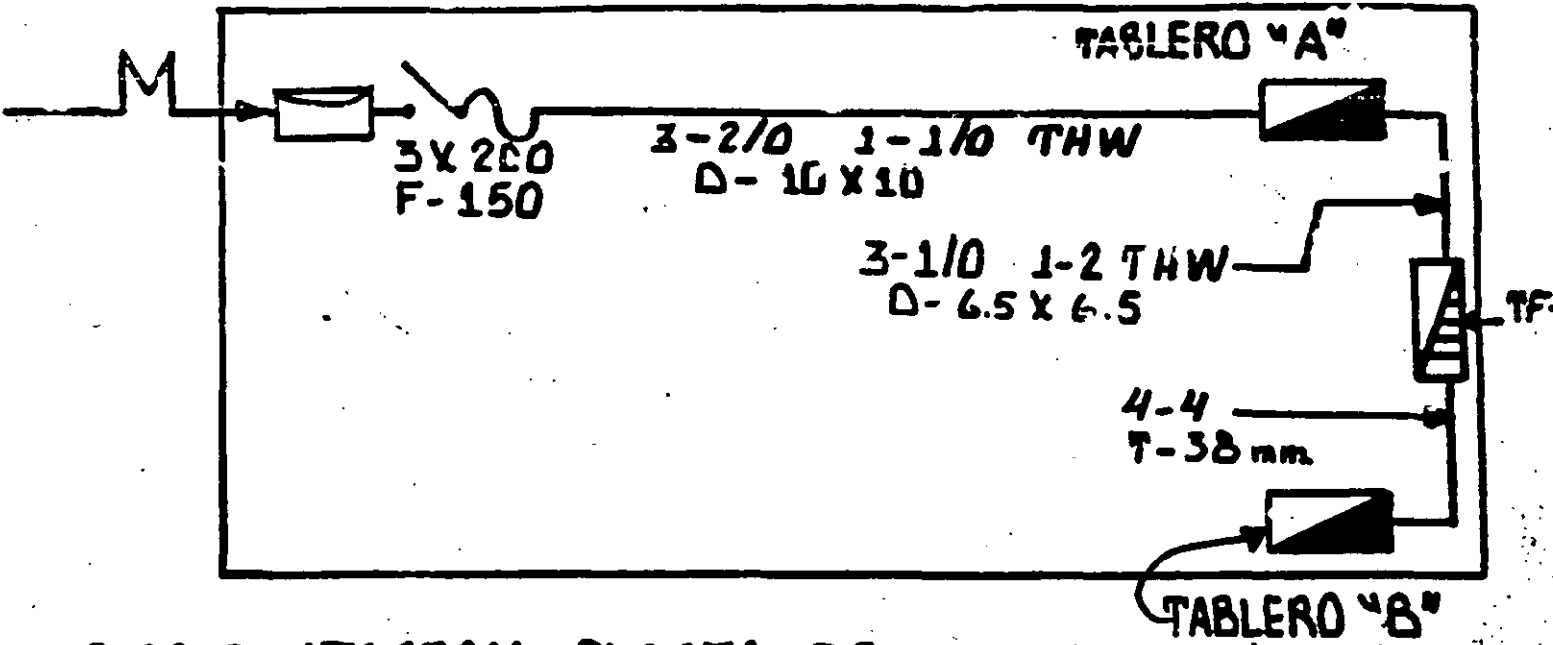 TABLERO "A"
3 X 200
F-150
3-2/0 1-1/0 THW
D- 10 X 10
3-1/0 1-2 THW
D- 6.5 X 6.5
TF-
4-4
T-38 mm
TABLERO "B"